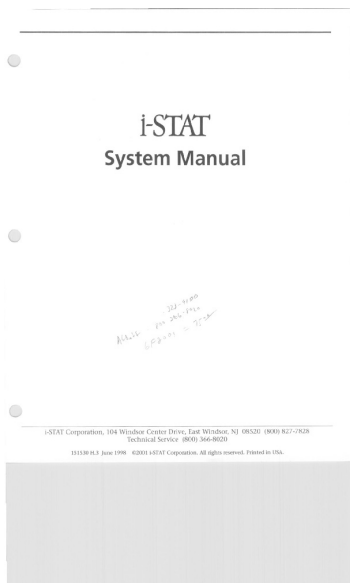 i-STAT
System Manual
i-STAT Corporation, 104 Windsor Center Drive, East Windsor, NJ 08520 (800) 827-7828
Technical Service (800) 366-8020
June 1998 ©2001 i-STAT Corporation. All rights reserved. Printed in USA.